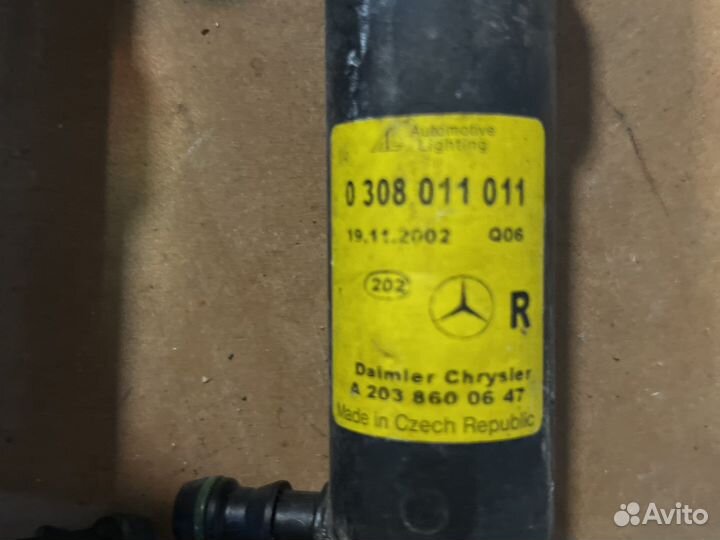 Automotive
Lighting
0 308 011 011
19.11.2002 Q06
202
R
Daimler Chrysler
A 203 860 06 47
Made in Czech Republic
Avito